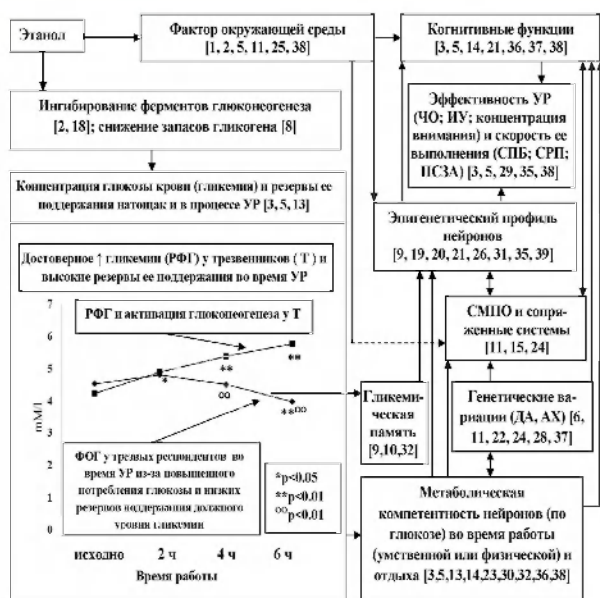 Этанол
Фактор окружающей среды
[1, 2, 5, 11, 25, 38]
Когнитивные функции
[3, 5, 14, 21, 36, 37, 38]
Ингибирование ферментов глюконеогенеза
[2, 18]; снижение запасов гликогена [8]
Эффективность УР
(ЧО; ИУ; концентрация
внимания) и скорость ее
выполнения (СПБ; СРП;
ПСЗА) [3, 5, 29, 35, 38]
Концентрация глюкозы крови (гликемия) и резервы ее
поддержания натощак и в процессе УР [3, 5, 13]
Эпигенетический профиль
нейронов
[9, 19, 20, 21, 26, 31, 35, 39]
Достоверное ↑ гликемии (РФГ) у трезвенников ( Т ) и
высокие резервы ее поддержания во время УР
РФГ и активация глюконеогенеза у Т
СМПО и сопря-
женные системы
[11, 15, 24]
Гликеми-
ческая
память
[9,10,32]
Генетические ва-
риации (ДА, АХ) [6,
11, 22, 24, 28, 37]
Метаболическая
компетентность нейронов (по
глюкозе) во время работы
(умственной или физической) и
отдыха [3,5,13,14,23,30,32,36,38]
mM/l
7
6
5
4
3
2
1
0
*
**
**
oo
**oo
ФОГ у трезвых респондентов во
время УР из-за повышенного
потребления глюкозы и низких
резервов поддержания должного
уровня гликемии
*p<0.05
**p<0.01
oop<0.01
исходно 2 ч 4 ч 6 ч
Время работы